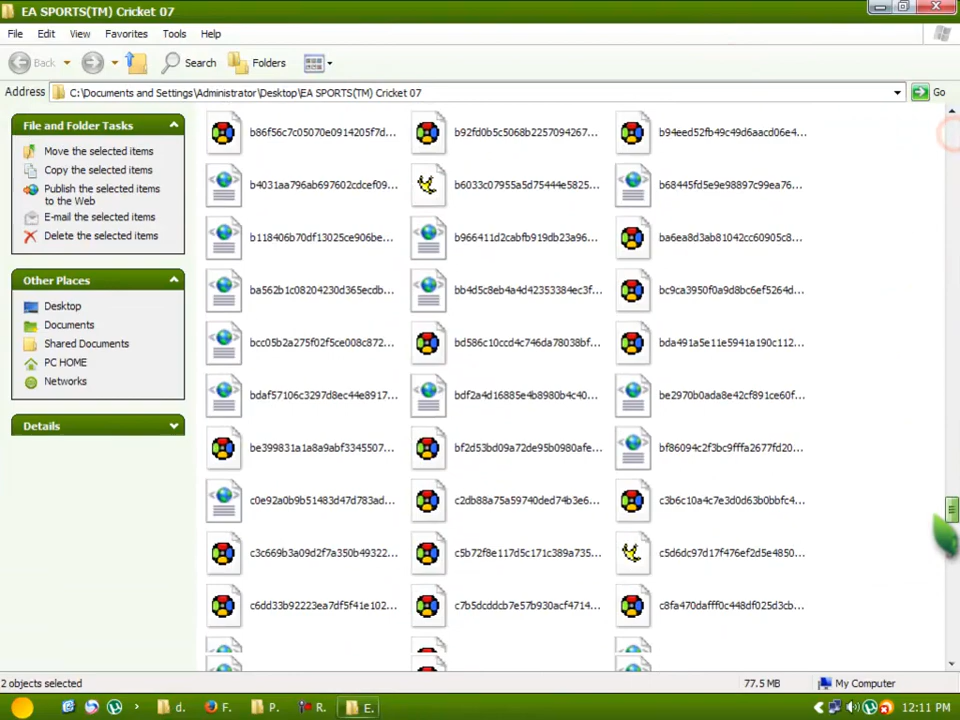 EA SPORTS(TM) Cricket 07
File Edit View Favorites Tools Help
Back Search Folders
Address C:\Documents and Settings\Administrator\Desktop\EA SPORTS(TM) Cricket 07 Go
File and Folder Tasks
Move the selected items
Copy the selected items
Publish the selected items
to the Web
E-mail the selected items
Delete the selected items
Other Places
Desktop
Documents
Shared Documents
PC HOME
Networks
Details
b86f56c7c05070e0914205f7d... b92fd0b5c5068b2257094267... b94eed52fb49c49d6aacd06e4...
b4031aa796ab697602cdcef09... b6033c07955a5d75444e5825... b68445fd5e9e98897c99ea76...
b118406b70df13025ce906be... b966411d2cabfb919db23a96... ba6ea8d3ab81042cc60905c8...
ba562b1c08204230d365ecdb... bb4d5c8eb4a4d42353384ec3f... bc9ca3950f0a9d8bc6ef5264d...
bcc05b2a275f02f5ce008c872... bd586c10ccd4c746da78038bf... bda491a5e11e5941a190c112...
bdaf57106c3297d8ec44e8917... bdf2a4d16885e4b8980b4c40... be2970b0ada8e42cf891ce60f...
be399831a1a8a9abf3345507... bf2d53bd09a72de95b0980afe... bf86094c2f3bc9fffa2677fd20...
c0e92a0b9b51483d47d783ad... c2db88a75a59740ded74b3e6... c3b6c10a4c7e3d0d63b0bbfc4...
c3c669b3a09d2f7a350b49322... c5b72f8e117d5c171c389a735... c5d6dc97d17f476ef2d5e4850...
c6dd33b92223ea7df5f41e102... c7b5dcddcb7e57b930acf4714... c8fa470dafff0c448df025d3cb...
2 objects selected 77.5 MB My Computer
d. F. P. R. E. 12:11 PM